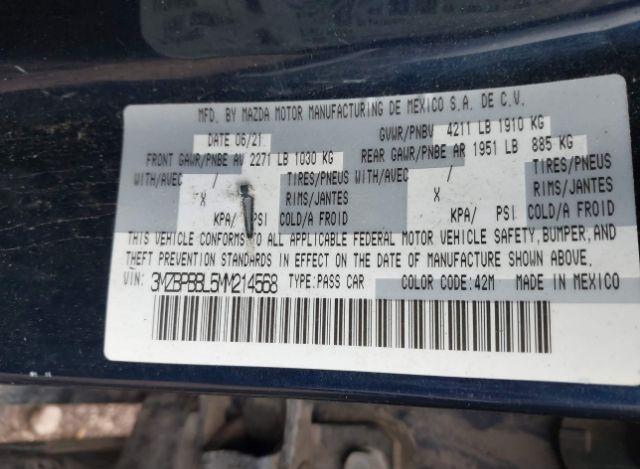 MFD. BY MAZDA MOTOR MANUFACTURING DE MEXICO S.A. DE C.V.
DATE 06/21 GVWR/PNBV 4211 LB 1910 KG
FRONT GAWR/PNBE AV 2271 LB 1030 KG REAR GAWR/PNBE AR 1951 LB 885 KG
WITH/AVEC / TIRES/PNEUS WITH/AVEC / TIRES/PNEUS
X RIMS/JANTES X RIMS/JANTES
KPA/ PSI COLD/A FROID KPA/ PSI COLD/A FROID
THIS VEHICLE CONFORMS TO ALL APPLICABLE FEDERAL MOTOR VEHICLE SAFETY, BUMPER, AND
THEFT PREVENTION STANDARDS IN EFFECT ON THE DATE OF MANUFACTURE SHOWN ABOVE.
VIN: 3MZBPBBL5MM214568 TYPE:PASS CAR COLOR CODE:42M MADE IN MEXICO